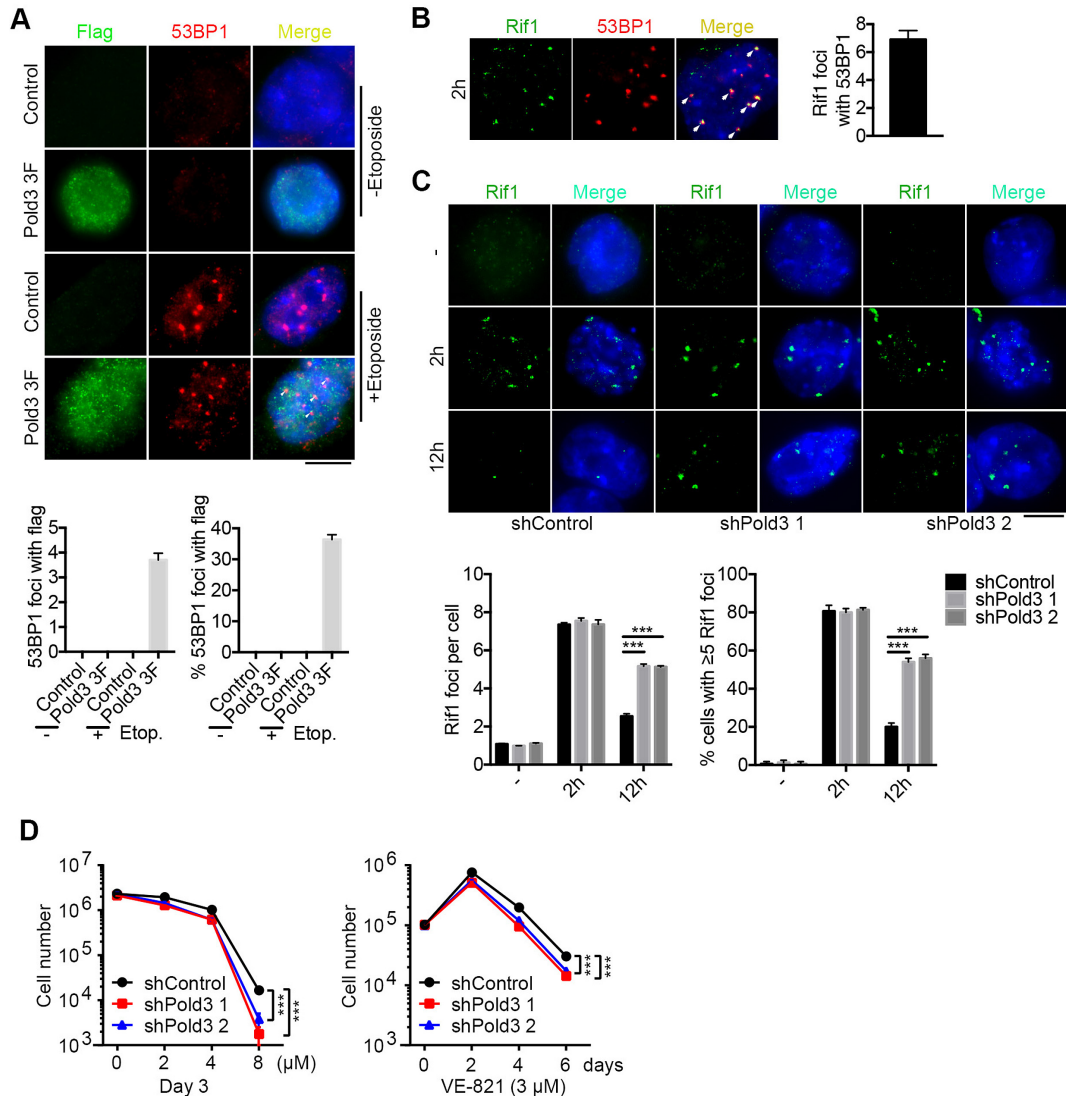 A
Flag 53BP1 Merge
Control
Pold3 3F
-Etoposide
Control
Pold3 3F
+Etoposide
53BP1 foci with flag
5
4
3
2
1
0
Control
Pold3 3F
Control
Pold3 3F
- + Etop.
% 53BP1 foci with flag
40
30
20
10
0
Control
Pold3 3F
Control
Pold3 3F
- + Etop.
B
Rif1 53BP1 Merge
2h
Rif1 foci
with 53BP1
8
6
4
2
0
C
Rif1 Merge Rif1 Merge Rif1 Merge
-
2h
12h
shControl shPold3 1 shPold3 2
Rif1 foci per cell
10
8
6
4
2
0
*** 
***
- 2h 12h
% cells with ≥5 Rif1 foci
100
80
60
40
20
0
***
***
- 2h 12h
shControl
shPold3 1
shPold3 2
D
Cell number
10⁷
10⁶
10⁵
10⁴
10³
shControl
shPold3 1
shPold3 2
*** ***
0 2 4 8 (μM)
Day 3
Cell number
10⁶
10⁵
10⁴
10³
shControl
shPold3 1
shPold3 2
*** ***
0 2 4 6 days
VE-821 (3 μM)